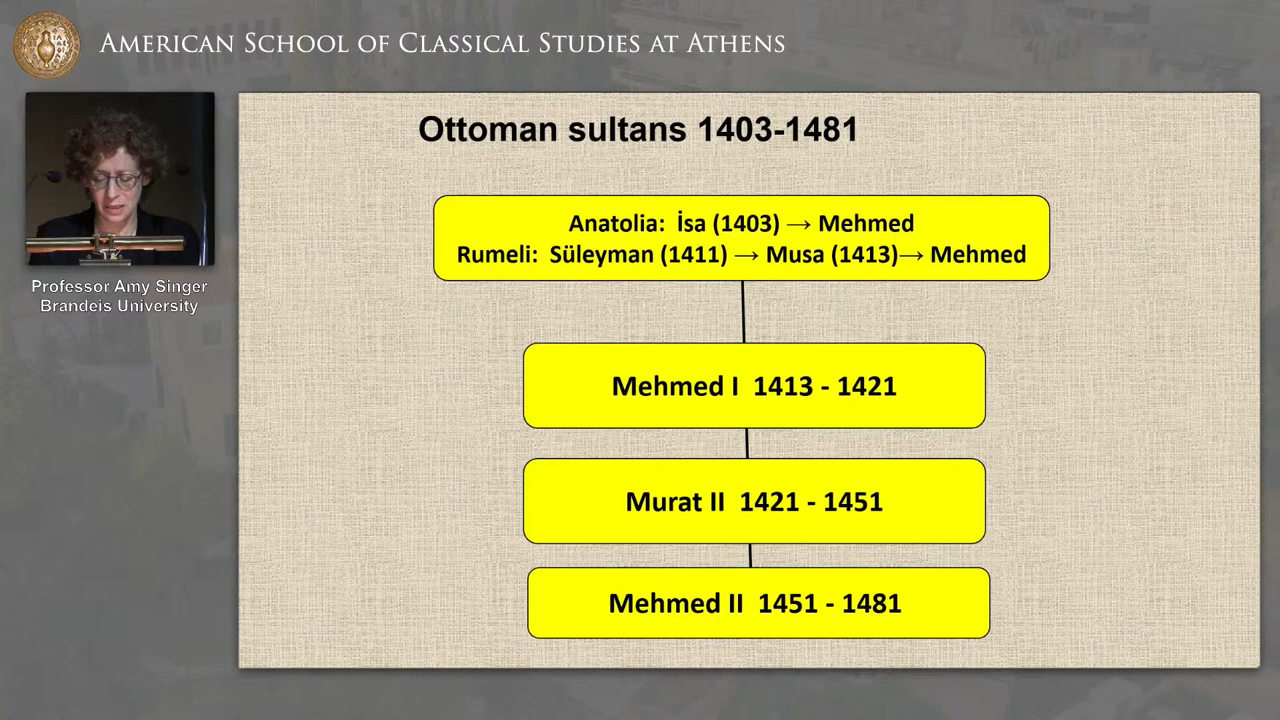 AMERICAN SCHOOL OF CLASSICAL STUDIES AT ATHENS
Professor Amy Singer
Brandeis University
Ottoman sultans 1403-1481
Anatolia: İsa (1403) → Mehmed
Rumeli: Süleyman (1411) → Musa (1413)→ Mehmed
Mehmed I 1413 - 1421
Murat II 1421 - 1451
Mehmed II 1451 - 1481